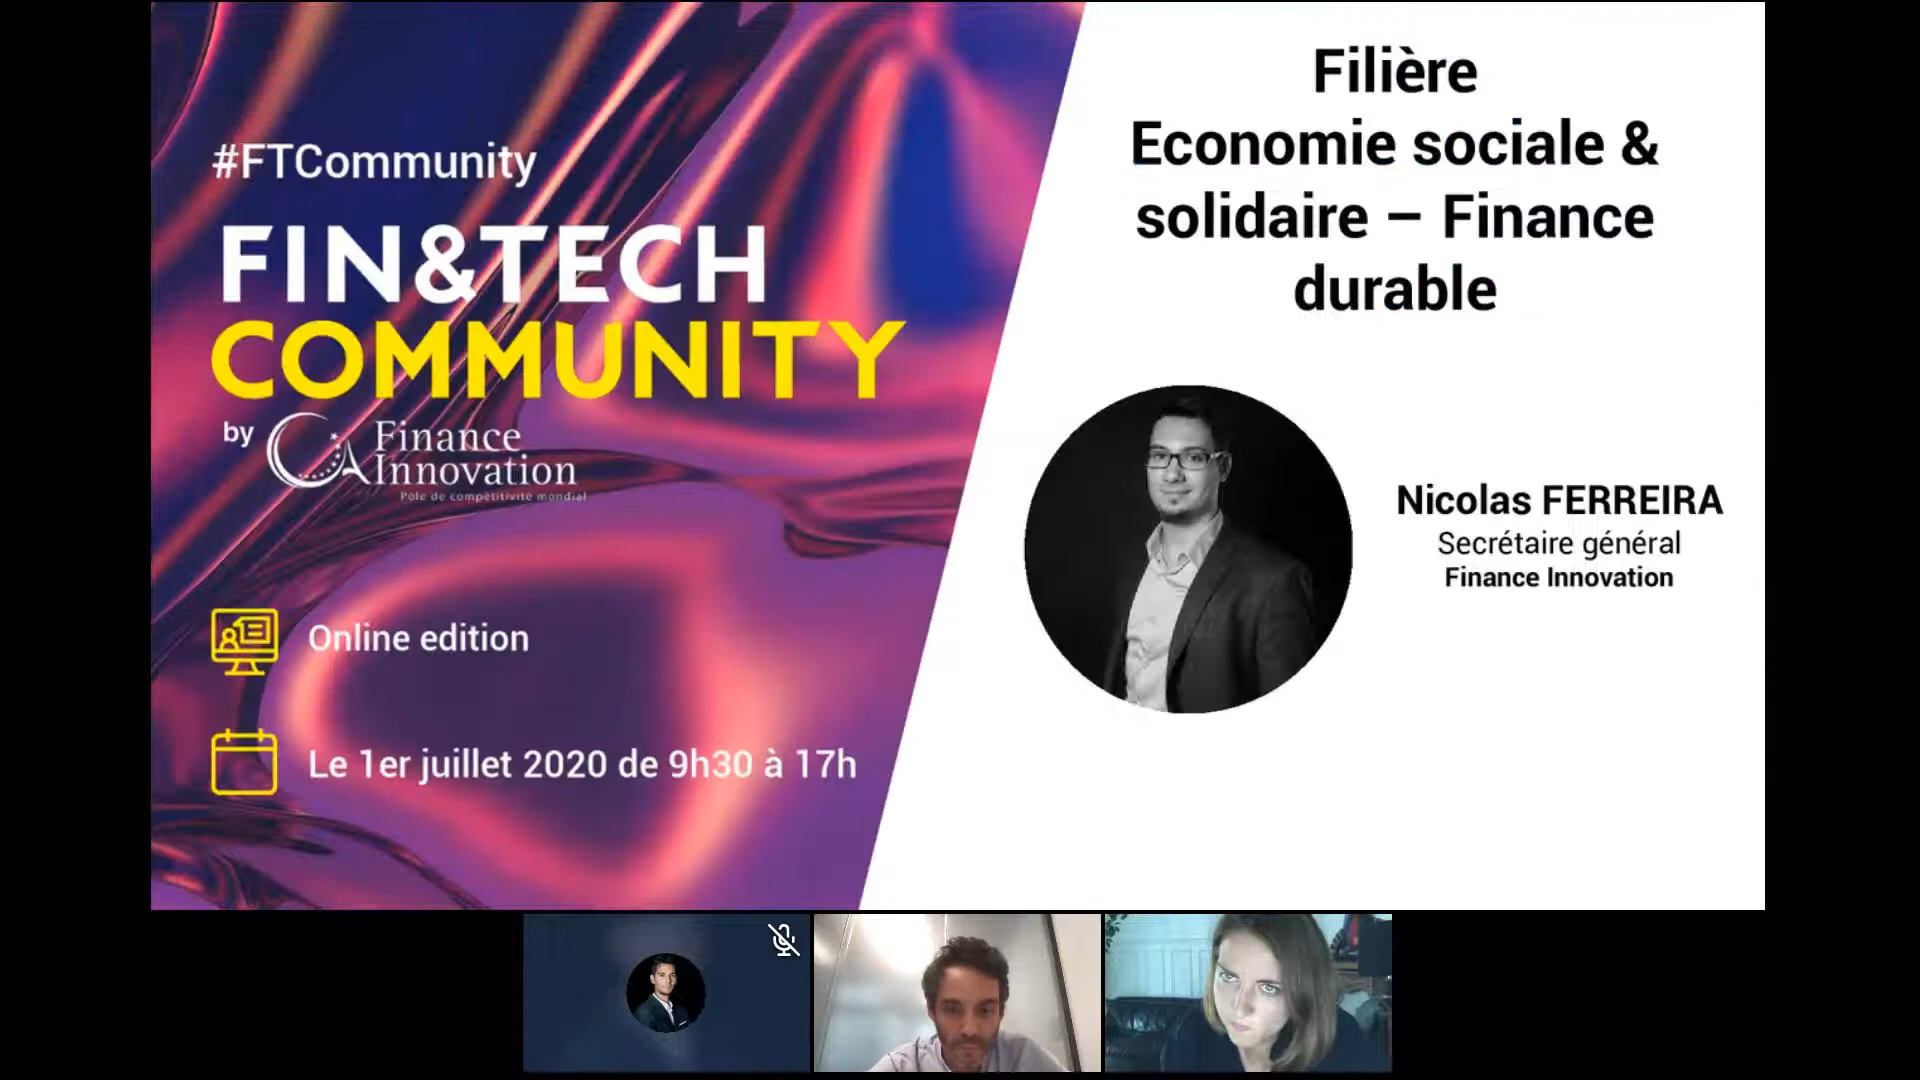 #FTCommunity
FIN&TECH
COMMUNITY
by
Finance
Innovation
Pôle de compétitivité mondial
Online edition
Le 1er juillet 2020 de 9h30 à 17h
Filière
Economie sociale &
solidaire – Finance
durable
Nicolas FERREIRA
Secrétaire général
Finance Innovation